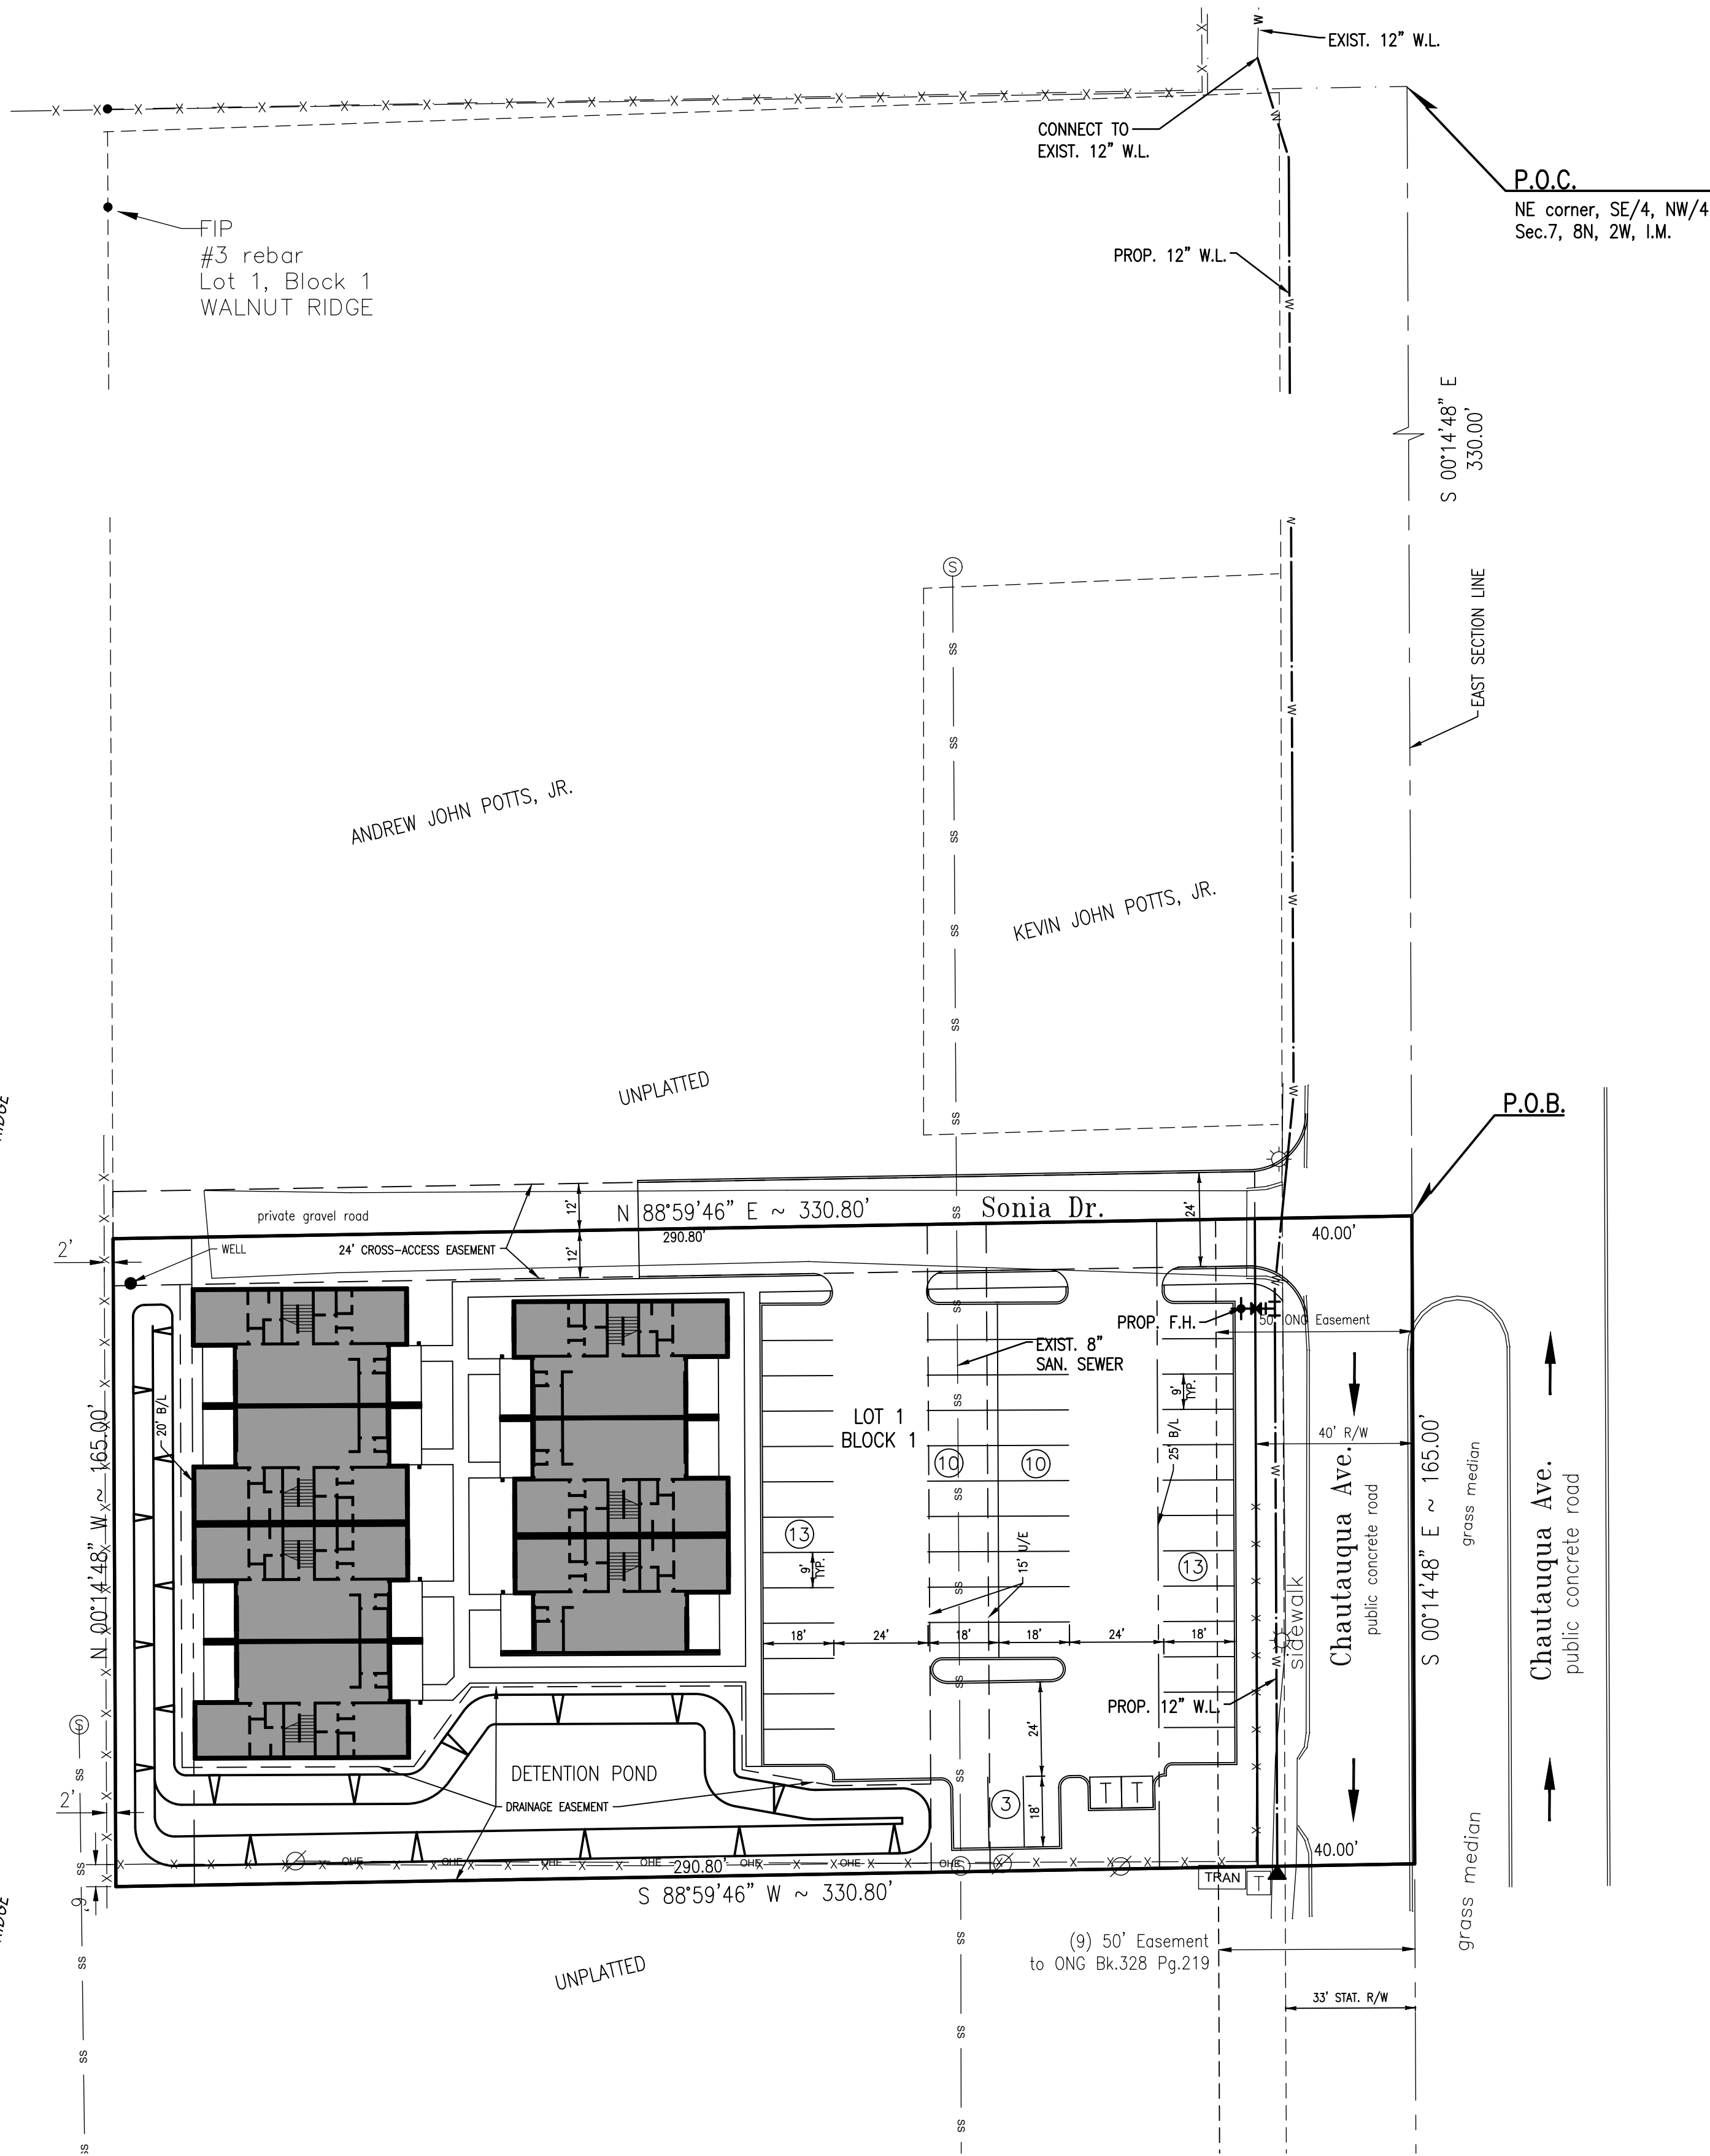 EXIST. 12" W.L.
CONNECT TO
EXIST. 12" W.L.
P.O.C.
NE corner, SE/4, NW/4
Sec.7, 8N, 2W, I.M.
FIP
#3 rebar
Lot 1, Block 1
WALNUT RIDGE
PROP. 12" W.L.
S 00°14'48" E
330.00'
EAST SECTION LINE
ANDREW JOHN POTTS, JR.
KEVIN JOHN POTTS, JR.
UNPLATTED
P.O.B.
private gravel road
12'
N 88°59'46" E ~ 330.80'
Sonia Dr.
24'
2'
WELL
24' CROSS-ACCESS EASEMENT
12'
290.80'
40.00'
PROP. F.H.
50' ONG Easement
EXIST. 8"
SAN. SEWER
9'
TYP.
20' B/L
LOT 1
BLOCK 1
25' B/L
40' R/W
N 00°14'48" W ~ 165.00'
10
10
13
9'
TYP.
15' U/E
13
18'
24'
18'
18'
24'
18'
sidewalk
Chautauqua Ave.
public concrete road
S 00°14'48" E ~ 165.00'
grass median
Chautauqua Ave.
public concrete road
PROP. 12" W.L.
24'
DETENTION POND
DRAINAGE EASEMENT
3
18'
T
T
2'
9'
OHE
OHE
OHE
OHE
290.80'
OHE
OHE
OHE
40.00'
S 88°59'46" W ~ 330.80'
TRAN
T
grass median
UNPLATTED
(9) 50' Easement
to ONG Bk.328 Pg.219
33' STAT. R/W